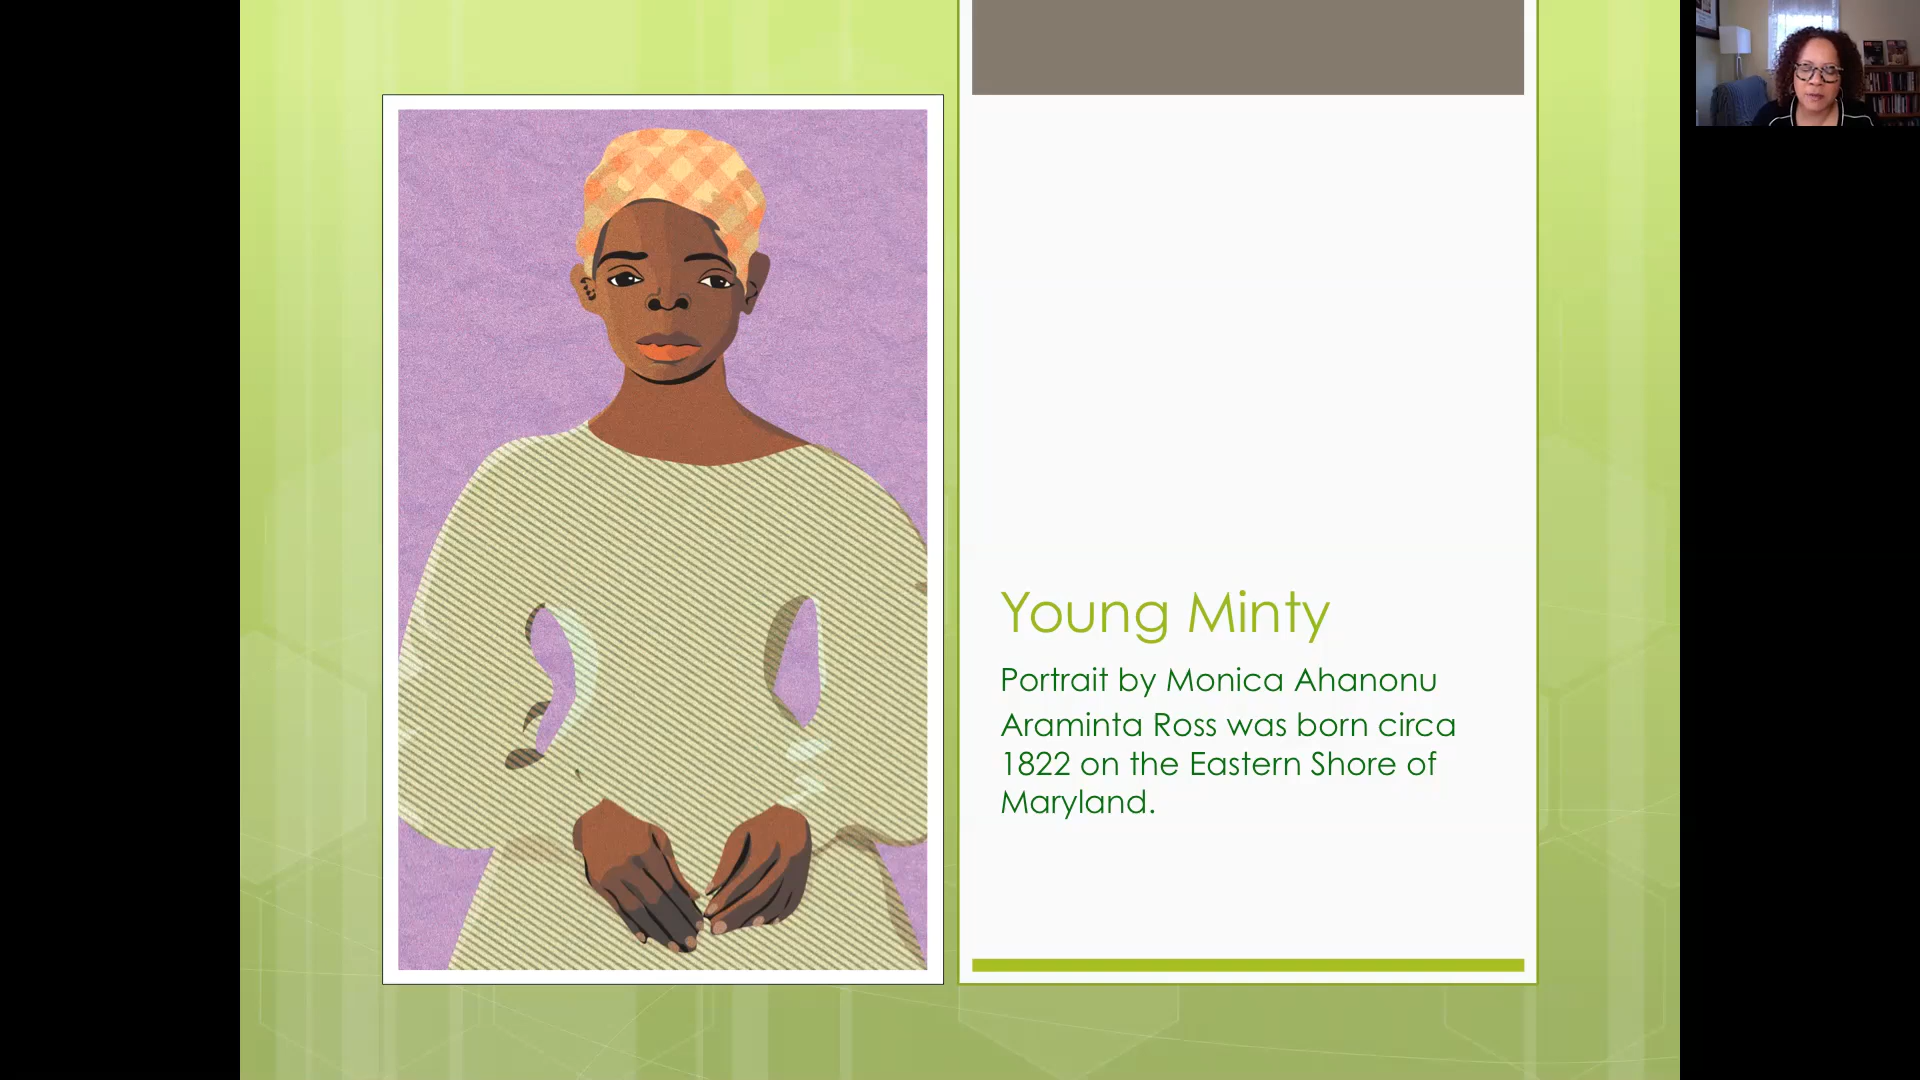 Young Minty
Portrait by Monica Ahanonu
Araminta Ross was born circa
1822 on the Eastern Shore of
Maryland.